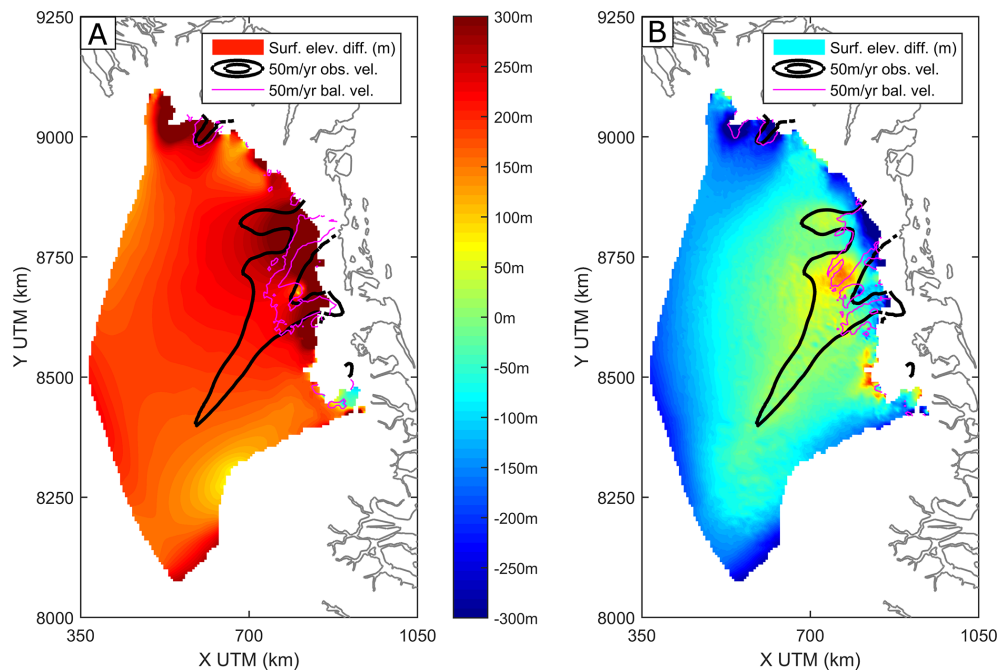 A
Surf. elev. diff. (m)
50m/yr obs. vel.
50m/yr bal. vel.
9250
9000
8750
8500
8250
8000
Y UTM (km)
350
700
1050
X UTM (km)
300m
250m
200m
150m
100m
50m
0m
-50m
-100m
-150m
-200m
-250m
-300m
B
Surf. elev. diff. (m)
50m/yr obs. vel.
50m/yr bal. vel.
9250
9000
8750
8500
8250
8000
Y UTM (km)
350
700
1050
X UTM (km)